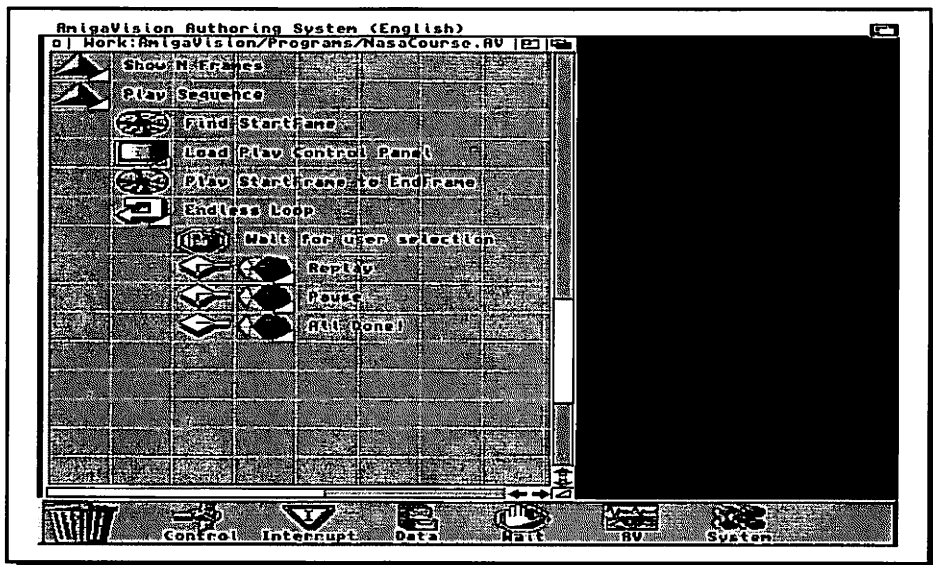 AmigaVision Authoring System (English)
Work:AmigaVision/Programs/NasaCourse.AV
Show N Frames
Play Sequence
Find StartFame
Load Play Control Panel
Play StartFrame to EndFrame
Endless Loop
Wait for user selection
Replay
Pause
All Done!
Control Interrupt Data Wait AV System